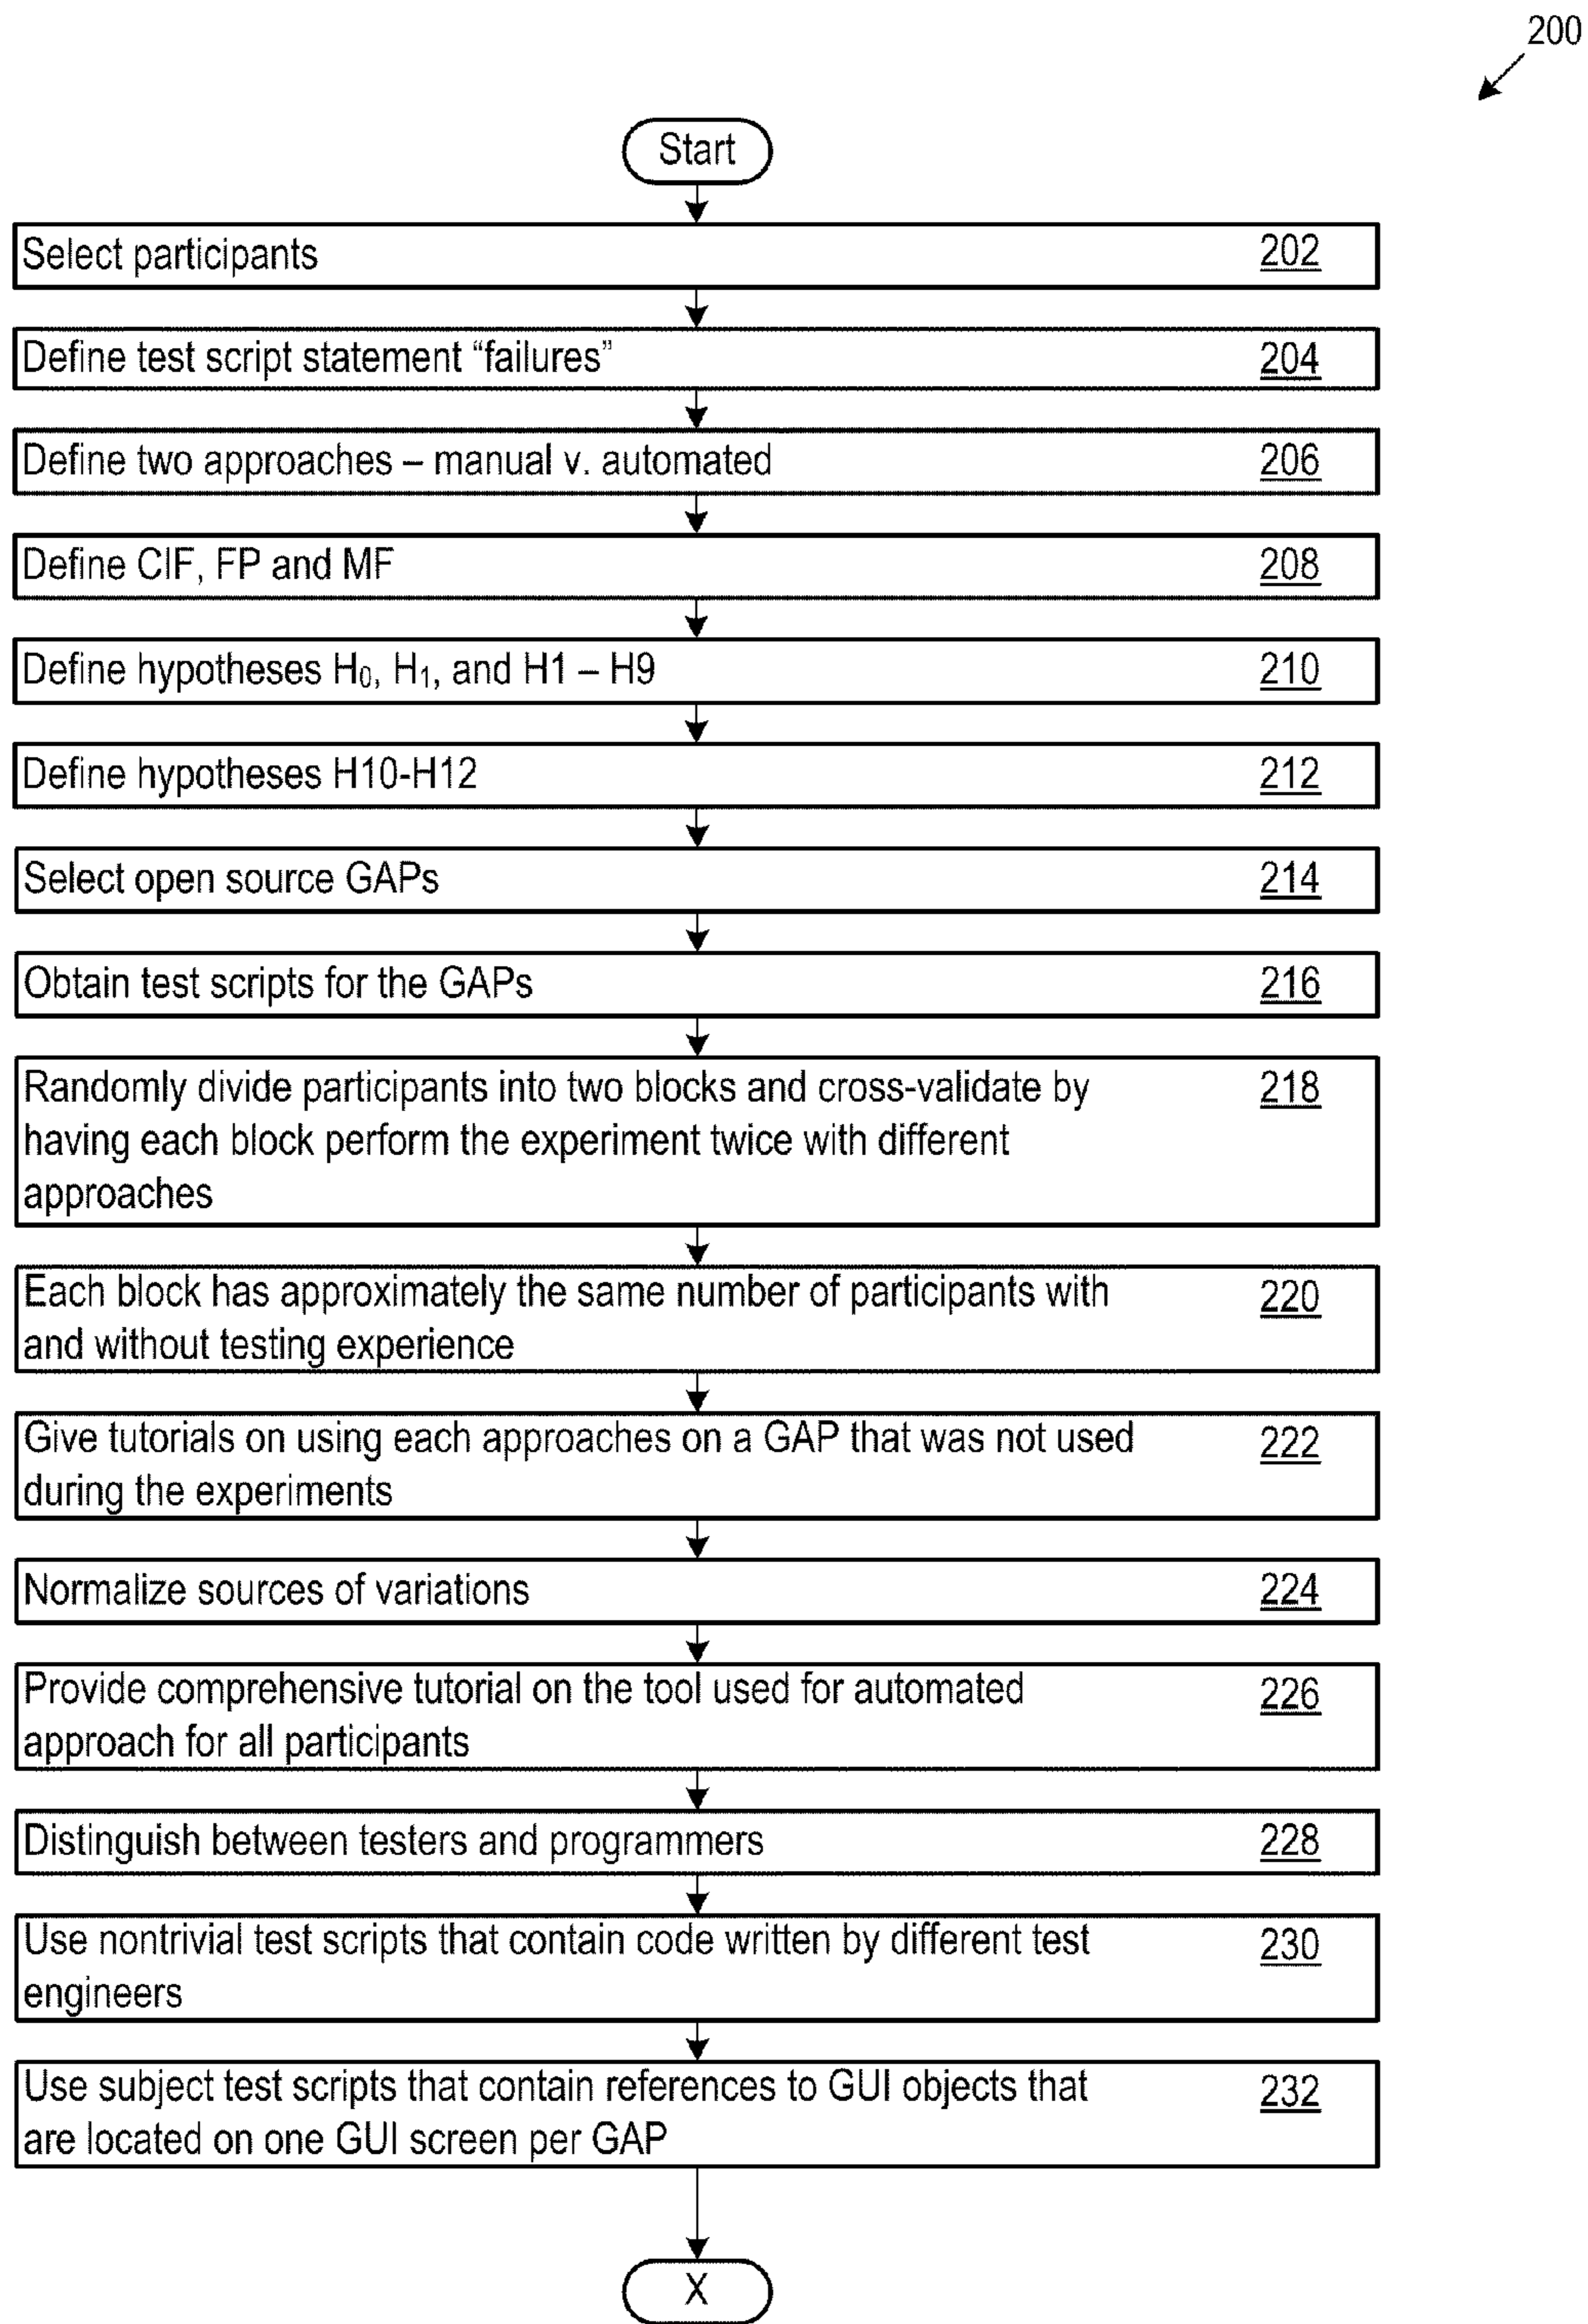 200
Start
Select participants 202
Define test script statement “failures” 204
Define two approaches – manual v. automated 206
Define CIF, FP and MF 208
Define hypotheses H₀, H₁, and H1 – H9 210
Define hypotheses H10-H12 212
Select open source GAPs 214
Obtain test scripts for the GAPs 216
Randomly divide participants into two blocks and cross-validate by 218
having each block perform the experiment twice with different
approaches
Each block has approximately the same number of participants with 220
and without testing experience
Give tutorials on using each approaches on a GAP that was not used 222
during the experiments
Normalize sources of variations 224
Provide comprehensive tutorial on the tool used for automated 226
approach for all participants
Distinguish between testers and programmers 228
Use nontrivial test scripts that contain code written by different test 230
engineers
Use subject test scripts that contain references to GUI objects that 232
are located on one GUI screen per GAP
X